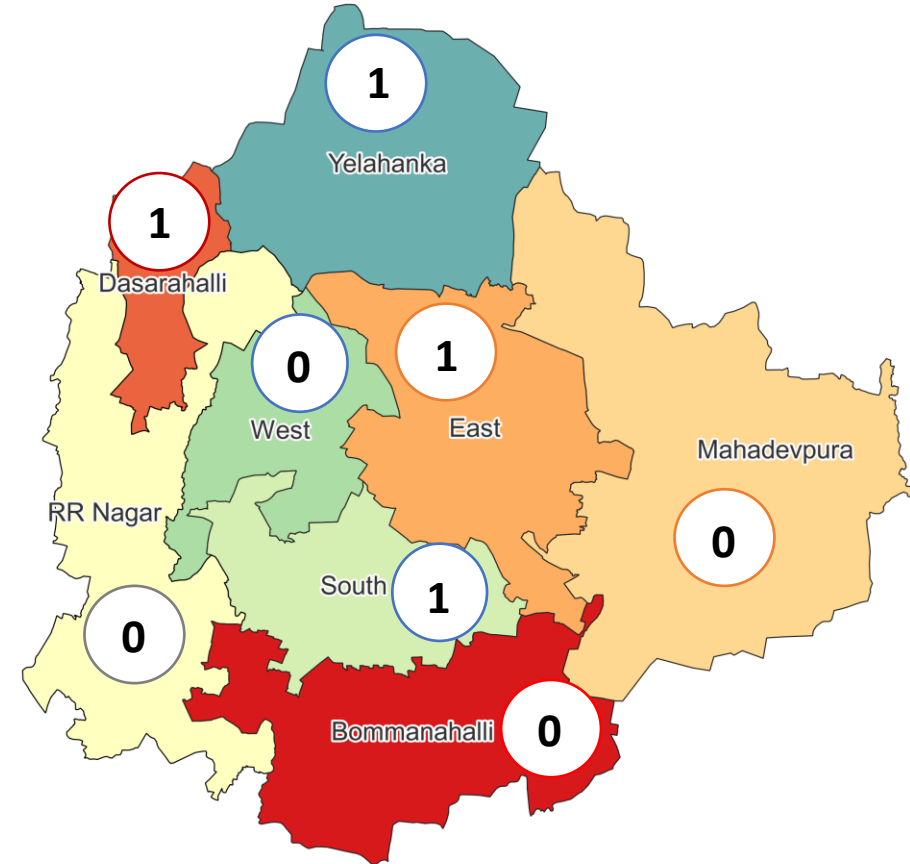 1
Yelahanka
1
Dasarahalli
0
West
1
East
Mahadevpura
0
RR Nagar
0
South
1
Bommanahalli
0